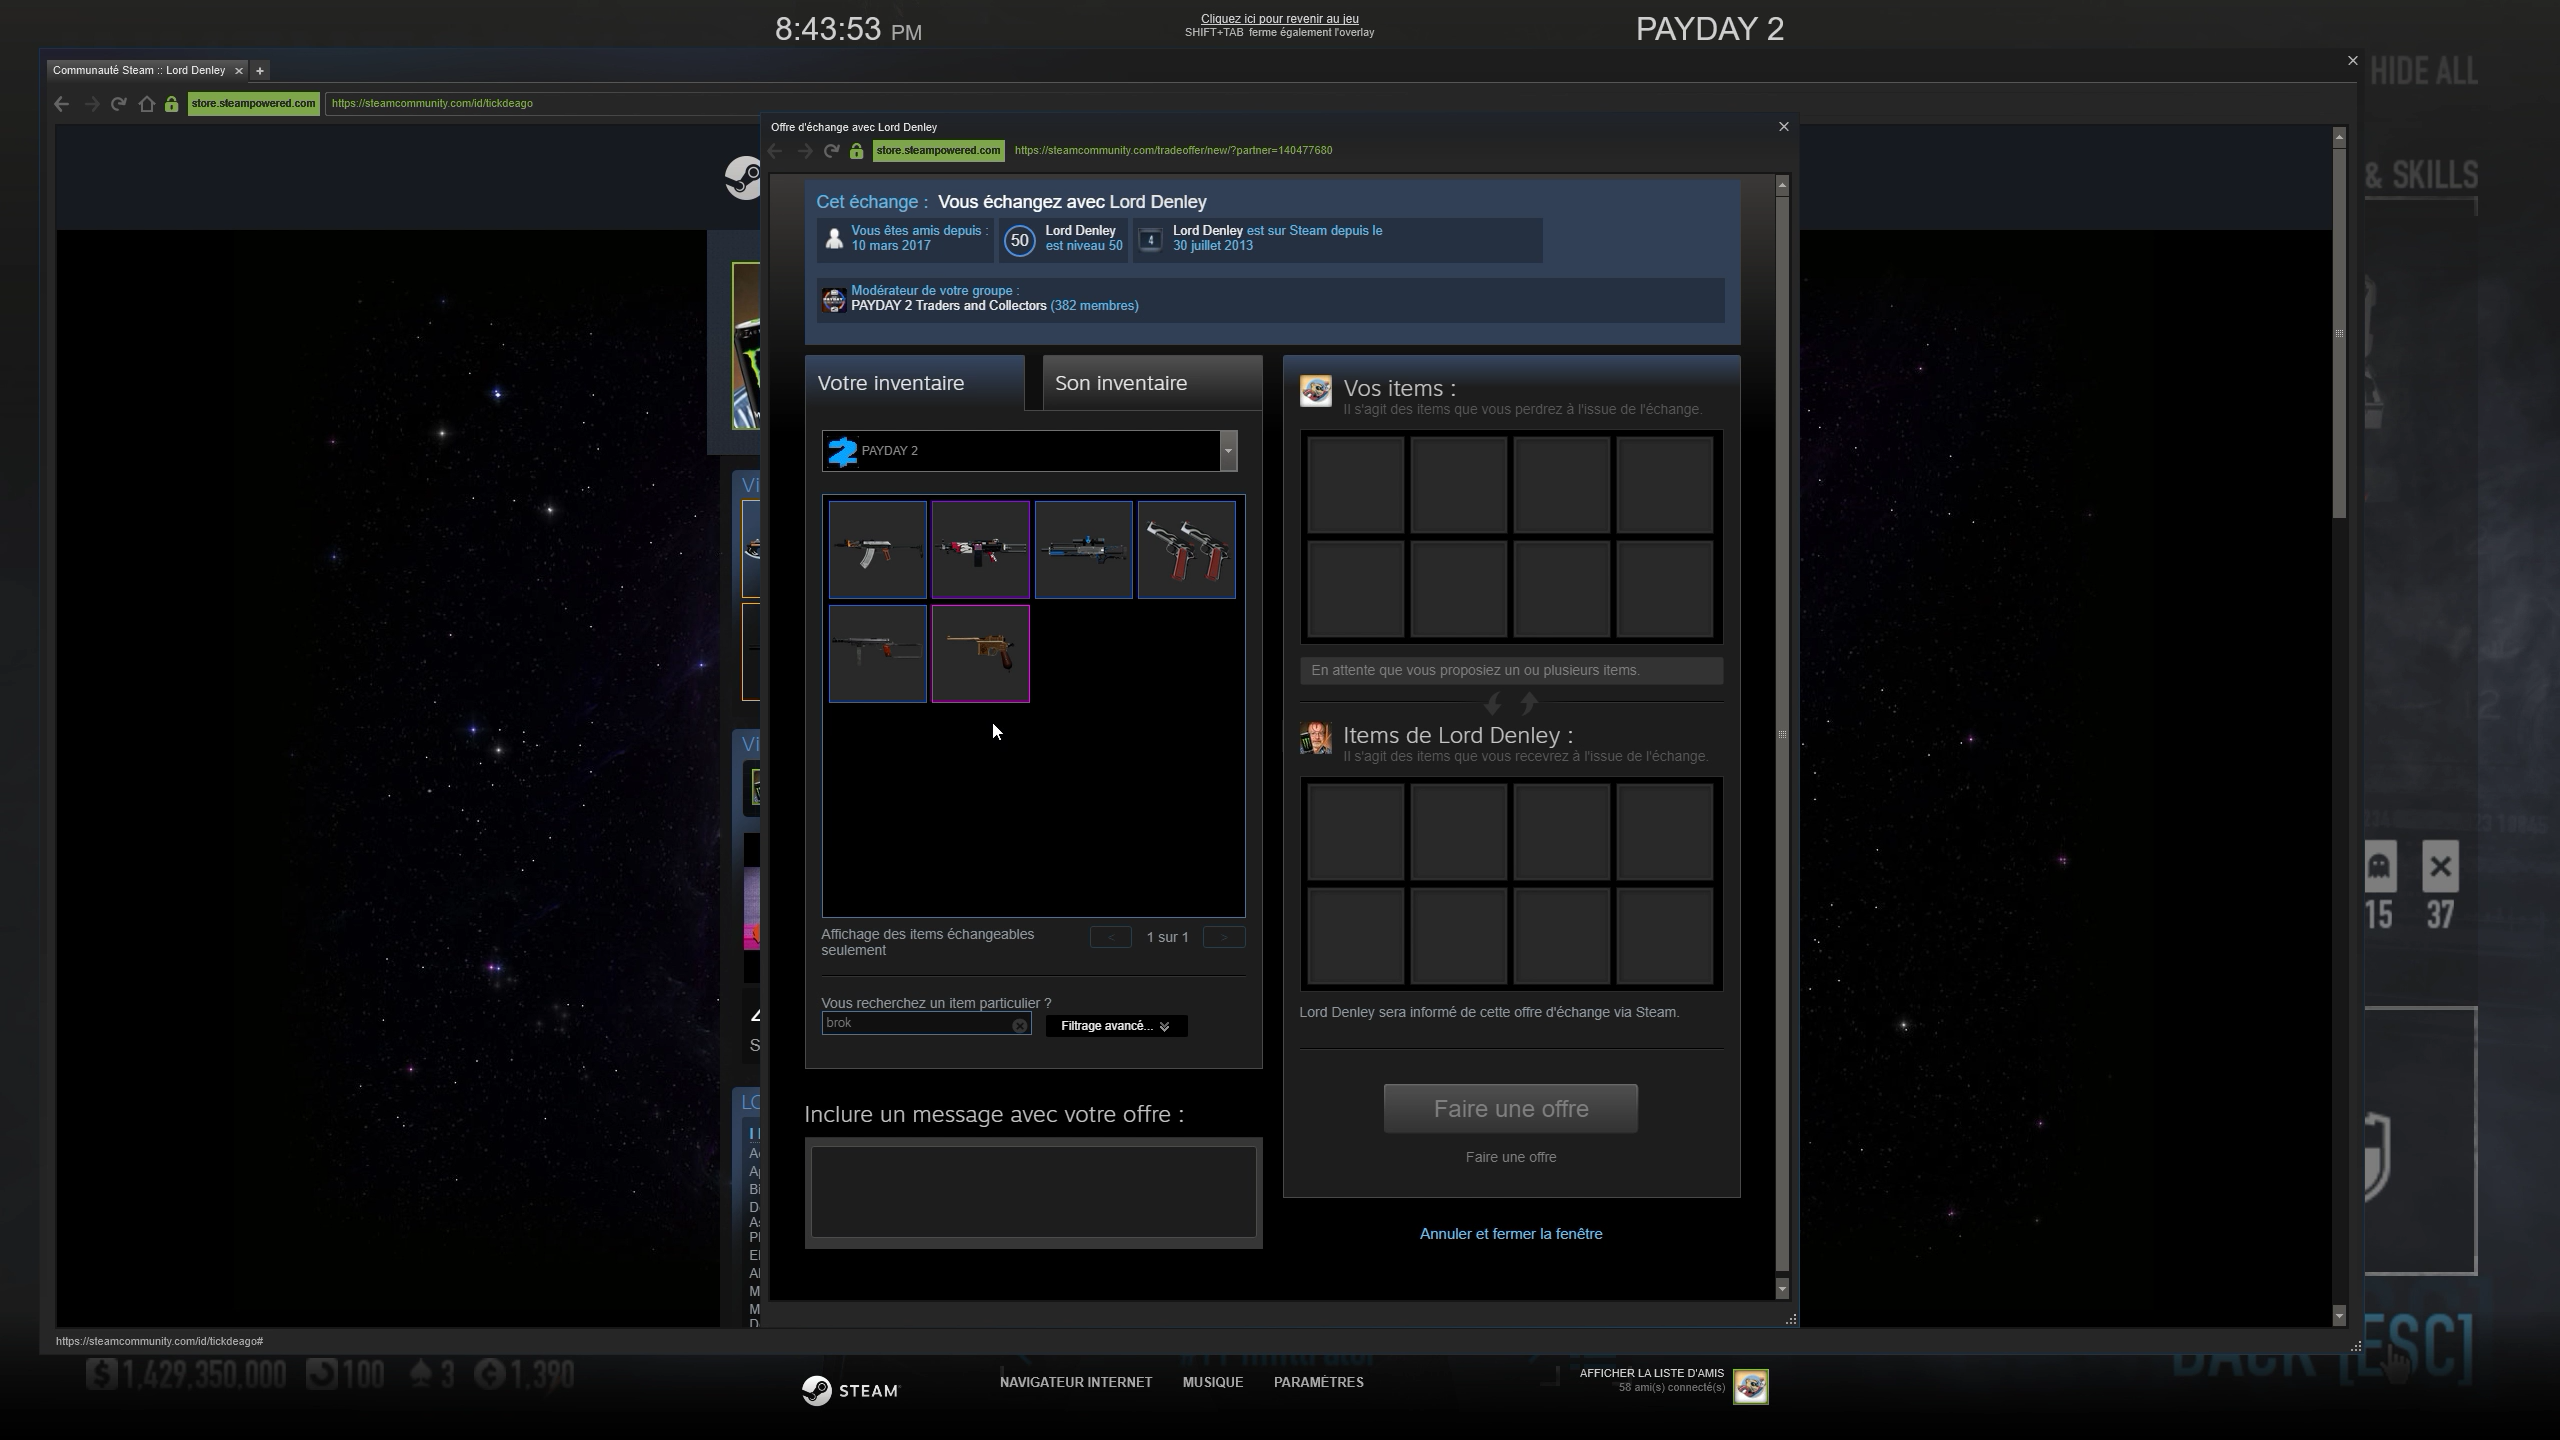 8:43:53 PM
Cliquez ici pour revenir au jeu
SHIFT+TAB ferme également l'overlay
PAYDAY 2
Communauté Steam :: Lord Denley
HIDE ALL
store.steampowered.com
https://steamcommunity.com/id/tickdeago
Offre d'échange avec Lord Denley
store.steampowered.com
https://steamcommunity.com/tradeoffer/new/?partner=140477680
& SKILLS
Cet échange : Vous échangez avec Lord Denley
Vous êtes amis depuis :
10 mars 2017
50
Lord Denley
est niveau 50
4
Lord Denley est sur Steam depuis le
30 juillet 2013
Modérateur de votre groupe :
PAYDAY 2 Traders and Collectors (382 membres)
Votre inventaire
Son inventaire
PAYDAY 2
Affichage des items échangeables
seulement
< 1 sur 1 >
Vous recherchez un item particulier ?
brok
Filtrage avancé...
Inclure un message avec votre offre :
Vos items :
Il s'agit des items que vous perdrez à l'issue de l'échange.
En attente que vous proposiez un ou plusieurs items.
Items de Lord Denley :
Il s'agit des items que vous recevrez à l'issue de l'échange.
Lord Denley sera informé de cette offre d'échange via Steam.
Faire une offre
Faire une offre
Annuler et fermer la fenêtre
15
37
https://steamcommunity.com/id/tickdeago#
1,429,350,000
100
3
1,390
BACK [ESC]
STEAM
NAVIGATEUR INTERNET
MUSIQUE
PARAMÈTRES
AFFICHER LA LISTE D'AMIS
58 ami(s) connecté(s)